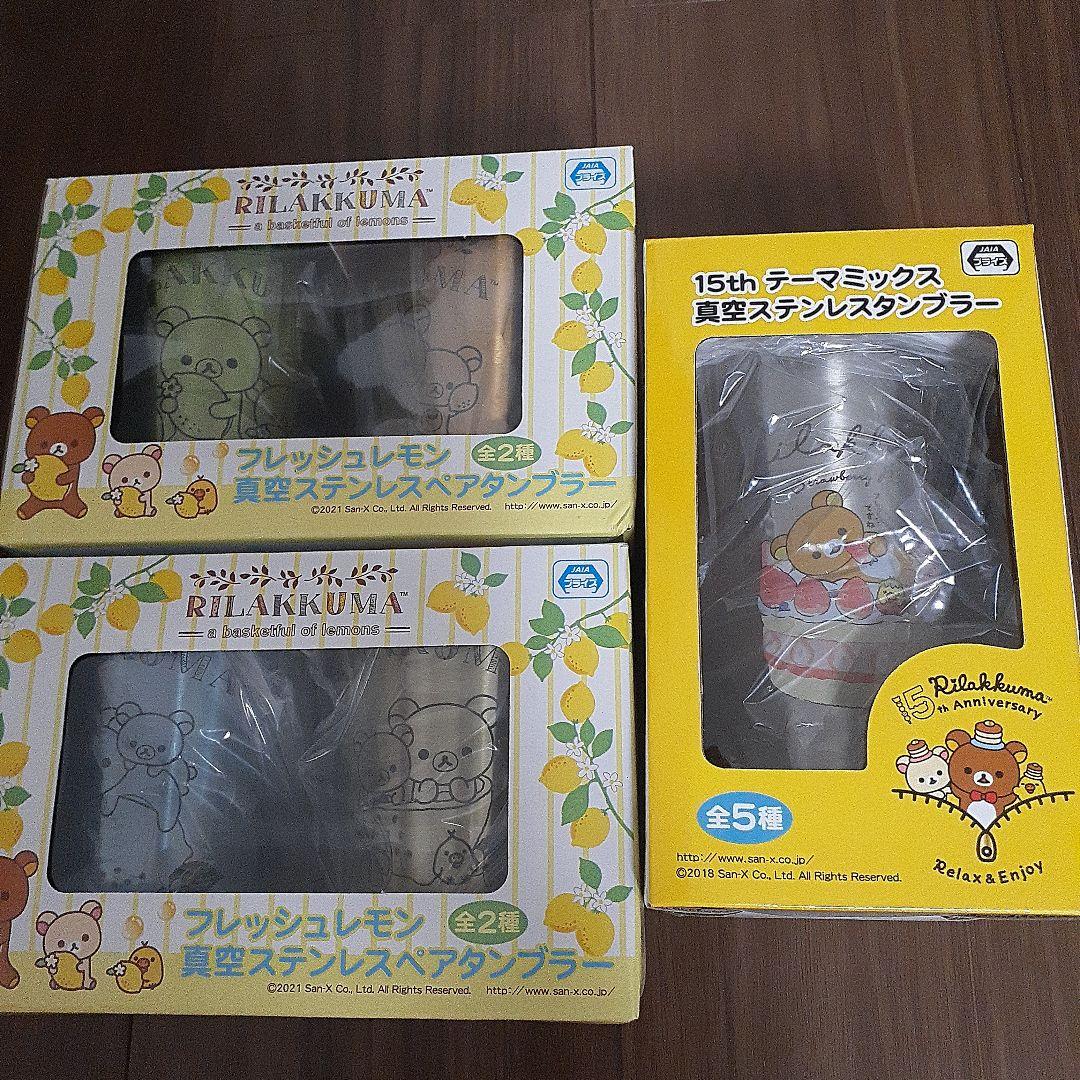 JAIA
プライズ
RILAKKUMA™
a basketful of lemons
フレッシュレモン 全2種
真空ステンレスペアタンブラー
©2021 San-X Co., Ltd. All Rights Reserved. http://www.san-x.co.jp/
JAIA
プライズ
RILAKKUMA™
a basketful of lemons
フレッシュレモン 全2種
真空ステンレスペアタンブラー
©2021 San-X Co., Ltd. All Rights Reserved. http://www.san-x.co.jp/
JAIA
プライズ
15th テーマミックス
真空ステンレスタンブラー
15 Rilakkuma™
th Anniversary
全5種
http://www.san-x.co.jp/
©2018 San-X Co., Ltd. All Rights Reserved.
Relax & Enjoy